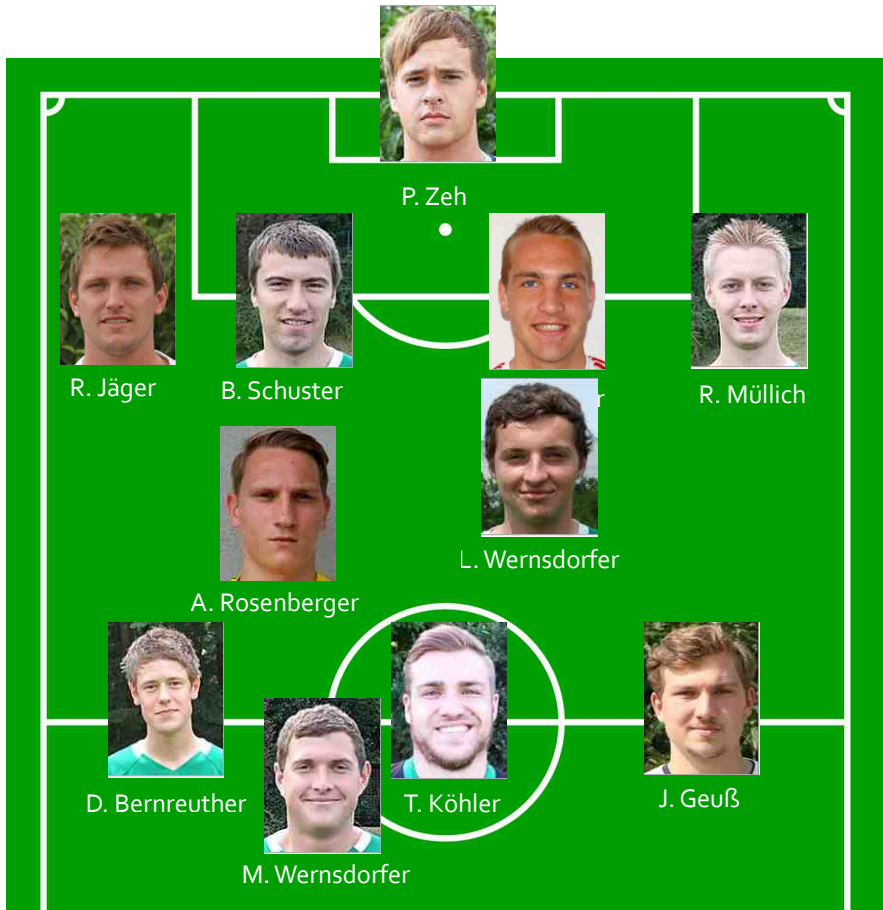 P. Zeh
R. Jäger
B. Schuster
R. Müllich
L. Wernsdorfer
A. Rosenberger
D. Bernreuther
T. Köhler
J. Geuß
M. Wernsdorfer